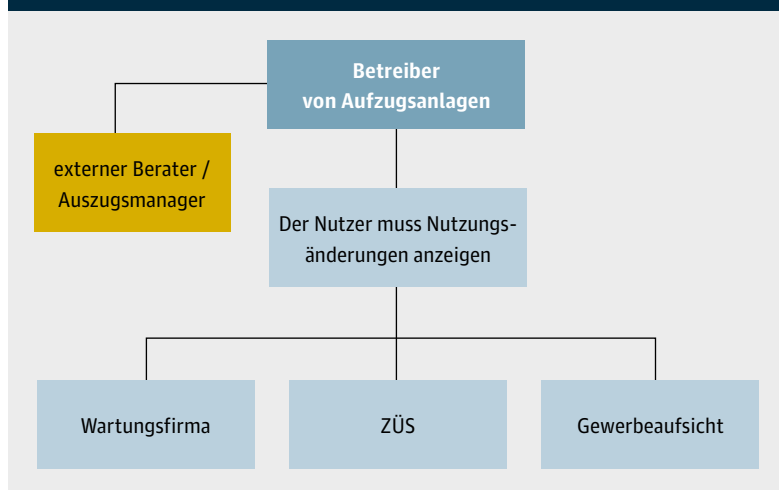 Betreiber
von Aufzugsanlagen
externer Berater /
Auszugsmanager
Der Nutzer muss Nutzungs-
änderungen anzeigen
Wartungsfirma
ZÜS
Gewerbeaufsicht